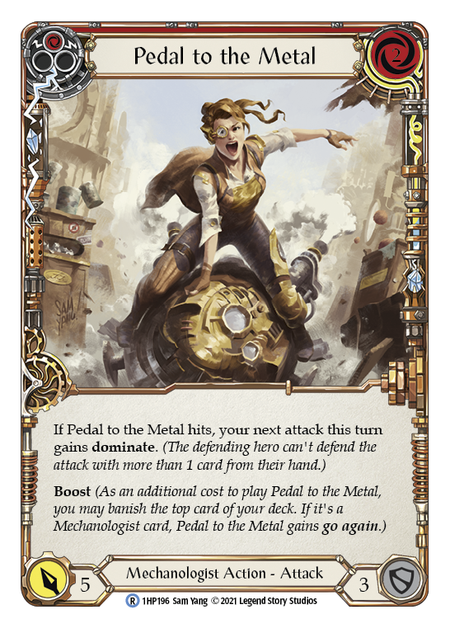 Pedal to the Metal
2
SAM
YANG
If Pedal to the Metal hits, your next attack this turn
gains dominate. (The defending hero can't defend the
attack with more than 1 card from their hand.)
Boost (As an additional cost to play Pedal to the Metal,
you may banish the top card of your deck. If it's a
Mechanologist card, Pedal to the Metal gains go again.)
5
Mechanologist Action - Attack
3
R 1HP196 Sam Yang © 2021 Legend Story Studios